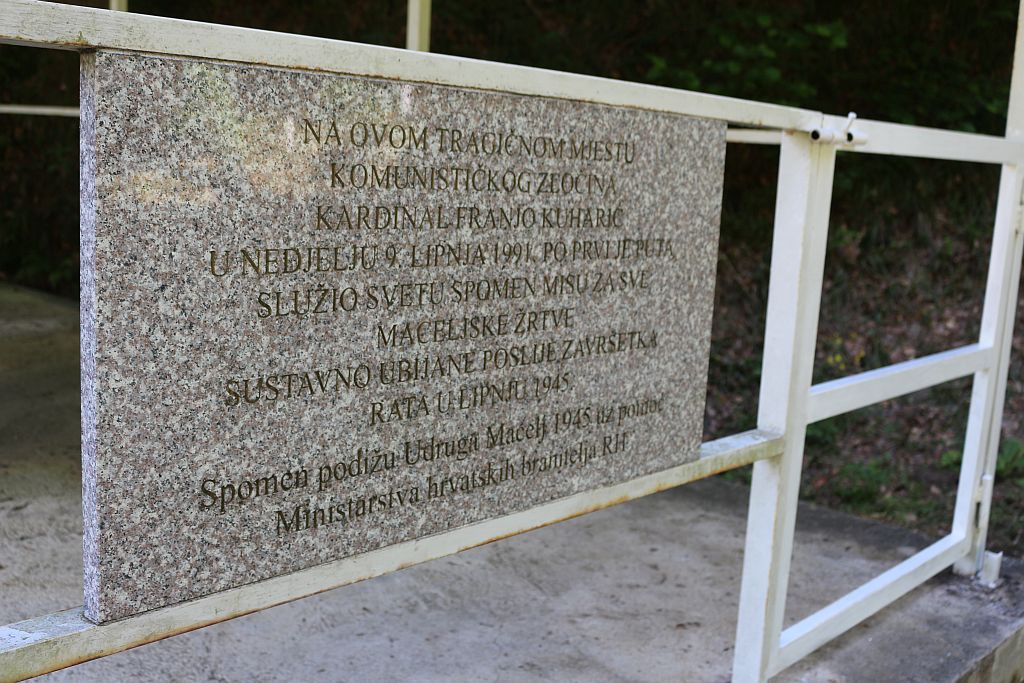 NA OVOM TRAGIČNOM MJESTU
KOMUNISTIČKOG ZLOČINA
KARDINAL FRANJO KUHARIĆ
U NEDJELJU 9. LIPNJA 1991. PO PRVI JE PUTA
SLUŽIO SVETU SPOMEN MISU ZA SVE
MACELJSKE ŽRTVE
SUSTAVNO UBIJANE POSLIJE ZAVRŠETKA
RATA U LIPNJU 1945.
Spomen podižu Udruga Macelj 1945 uz pomoć
Ministarstva hrvatskih branitelja RH